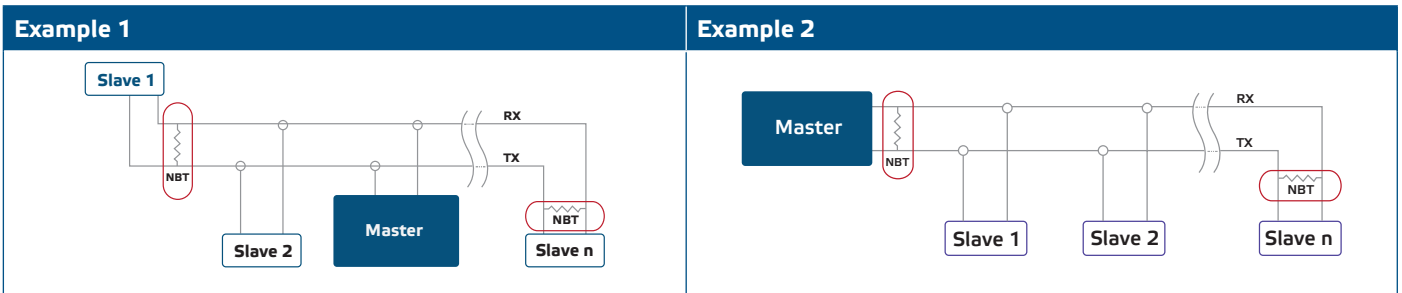 Example 1
Slave 1
RX
TX
NBT
NBT
Master
Slave 2
Slave n
Example 2
RX
Master
TX
NBT
NBT
Slave 1
Slave 2
Slave n